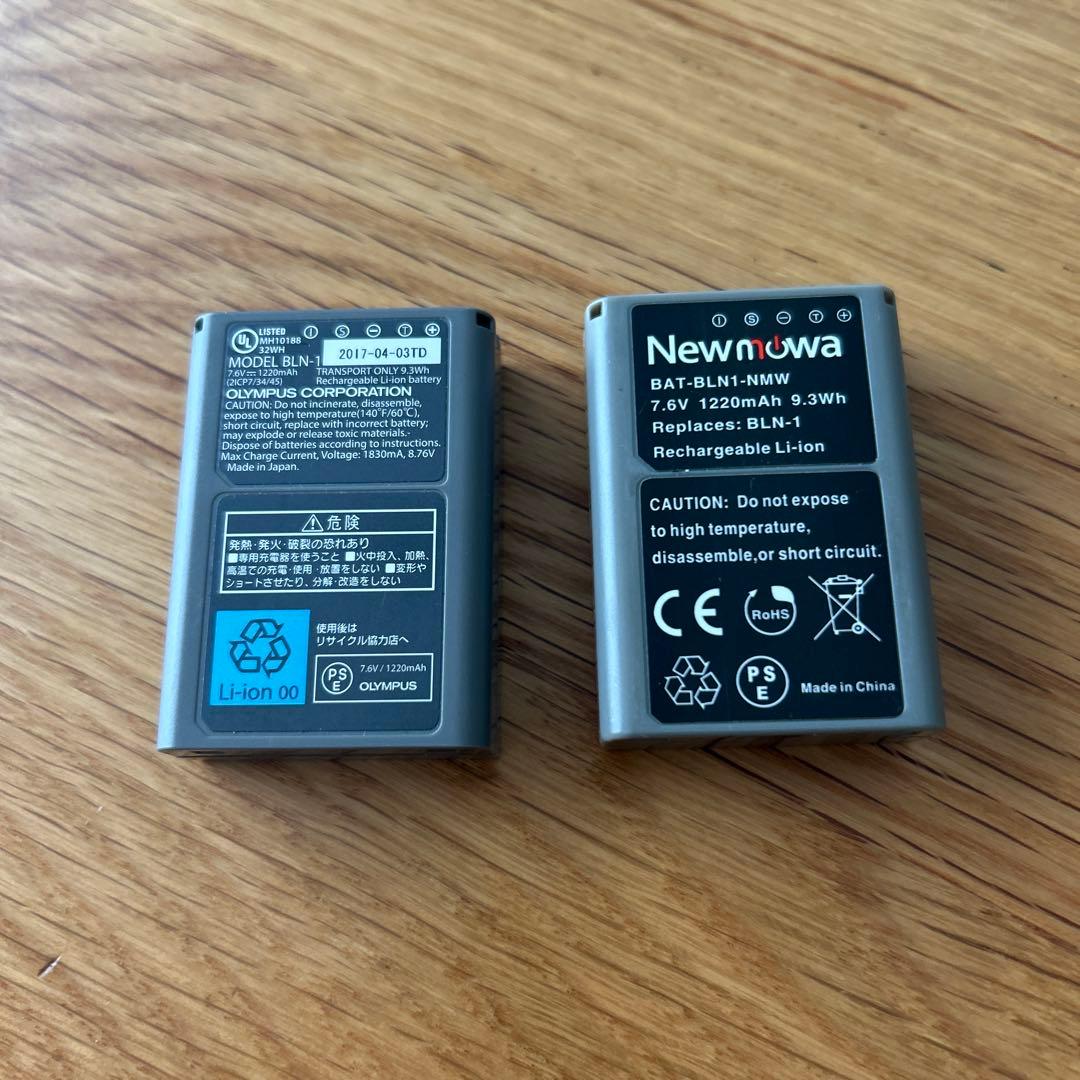 UL LISTED
MH10188
32WH
I S − T +
MODEL BLN-1
2017-04-03TD
7.6V⎓1220mAh
TRANSPORT ONLY 9.3Wh
(2ICP7/34/45)
Rechargeable Li-ion battery
OLYMPUS CORPORATION
CAUTION: Do not incinerate, disassemble,
expose to high temperature(140°F/60℃),
short circuit, replace with incorrect battery;
may explode or release toxic materials.
Dispose of batteries according to instructions.
Max Charge Current, Voltage: 1830mA, 8.76V
Made in Japan.
⚠危険
発熱・発火・破裂の恐れあり
■専用充電器を使うこと ■火中投入、加熱、
高温での充電・使用・放置をしない ■変形や
ショートさせたり、分解・改造をしない
使用後は
リサイクル協力店へ
Li-ion 00
PSE
7.6V / 1220mAh
OLYMPUS
I S − T +
Newmowa
BAT-BLN1-NMW
7.6V 1220mAh 9.3Wh
Replaces: BLN-1
Rechargeable Li-ion
CAUTION: Do not expose
to high temperature,
disassemble,or short circuit.
CE
RoHS
PSE
Made in China